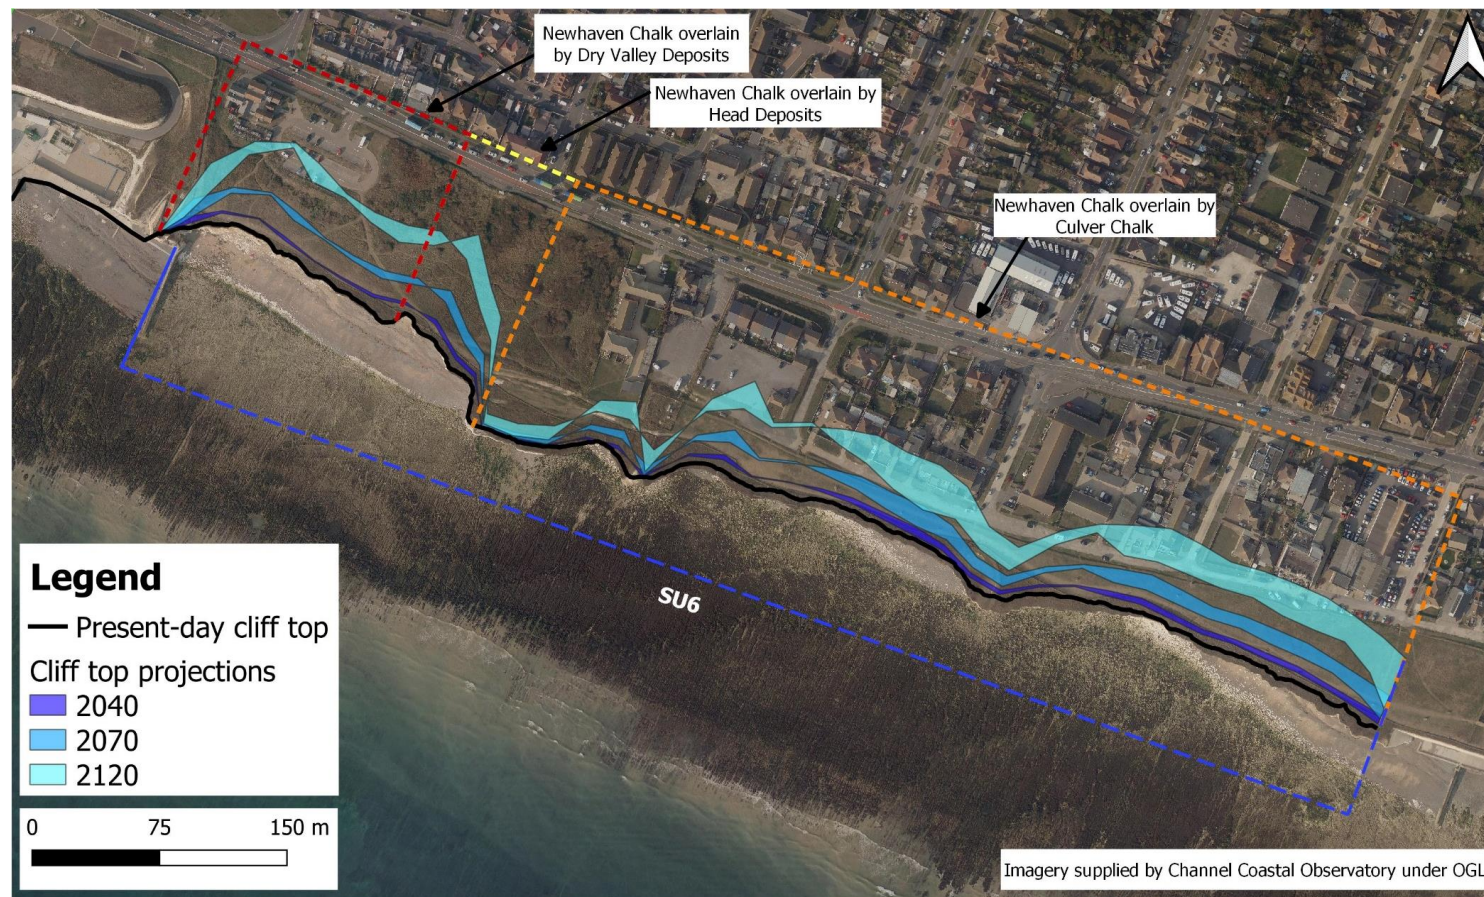 Newhaven Chalk overlain
by Dry Valley Deposits
Newhaven Chalk overlain by
Head Deposits
Newhaven Chalk overlain by
Culver Chalk
SU6
Legend
Present-day cliff top
Cliff top projections
2040
2070
2120
0 75 150 m
Imagery supplied by Channel Coastal Observatory under OGL